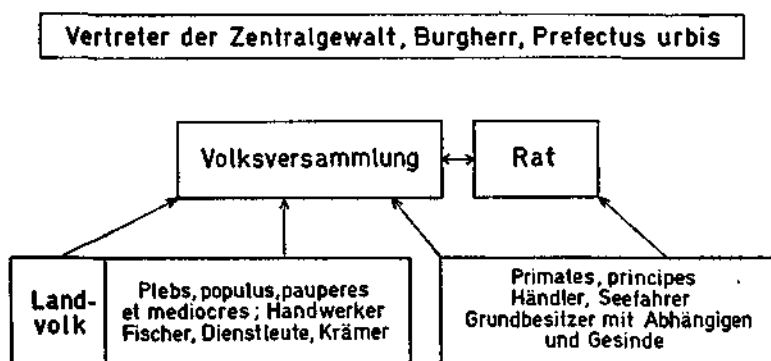 Vertreter der Zentralgewalt, Burgherr, Prefectus urbis
Volksversammlung
Rat
Land-
volk
Plebs, populus, pauperes
et mediocres; Handwerker
Fischer, Dienstleute, Krämer
Primates, principes
Händler, Seefahrer
Grundbesitzer mit Abhängigen
und Gesinde